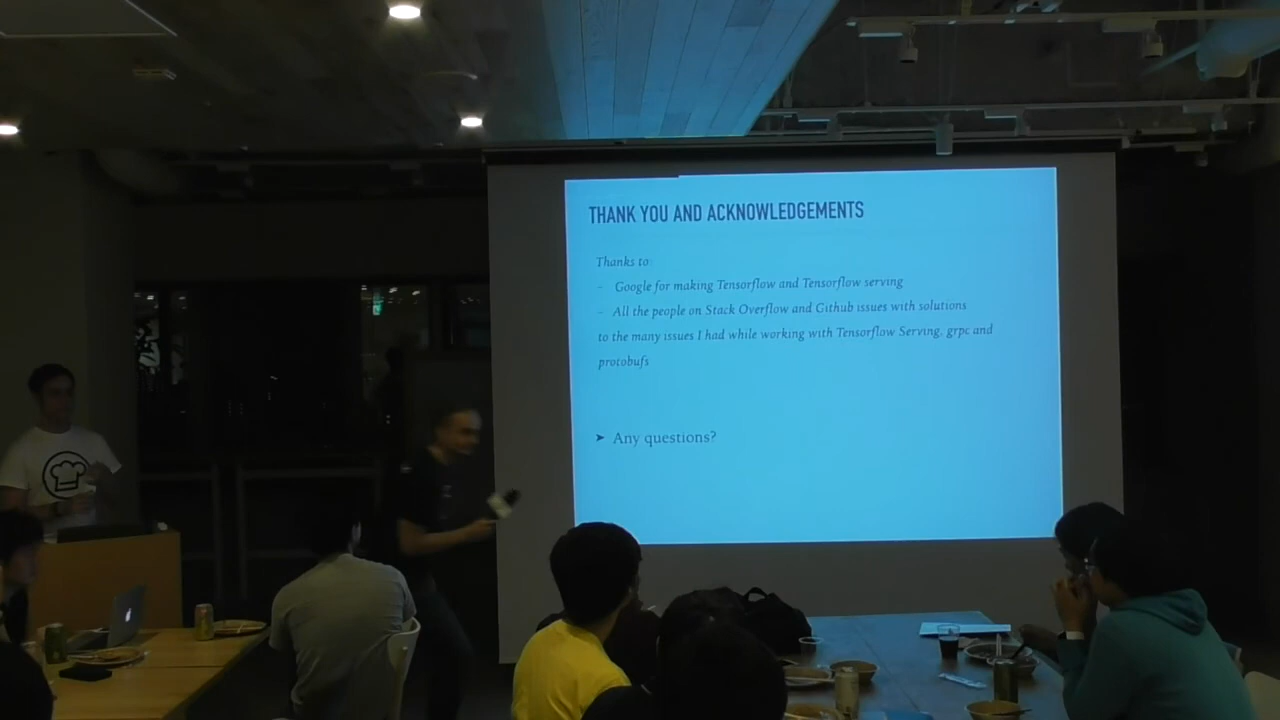 THANK YOU AND ACKNOWLEDGEMENTS
Thanks to:
- Google for making Tensorflow and Tensorflow serving
- All the people on Stack Overflow and Github issues with solutions
to the many issues I had while working with Tensorflow Serving, grpc and
protobufs
➤ Any questions?